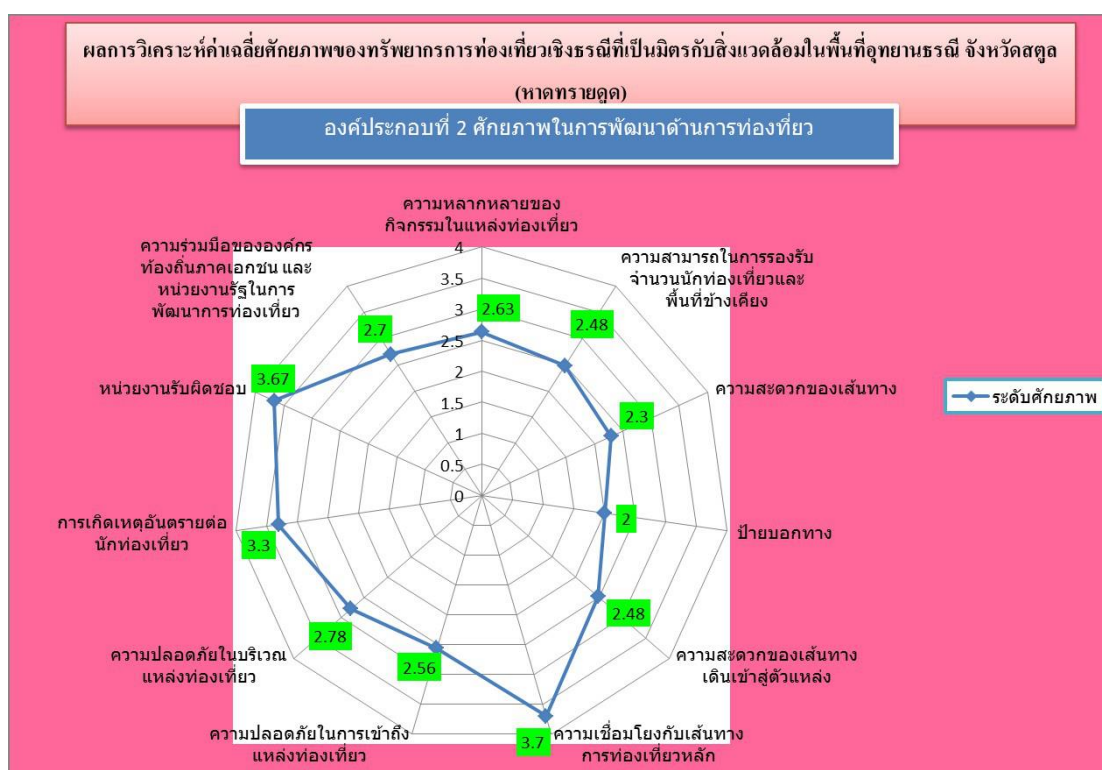 ผลการวิเคราะห์ค่าเฉลี่ยศักยภาพของทรัพยากรการท่องเที่ยวเชิงธรณีที่เป็นมิตรกับสิ่งแวดล้อมในพื้นที่อุทยานธรณี จังหวัดสตูล
(หาดทรายดูด)
องค์ประกอบที่ 2 ศักยภาพในการพัฒนาด้านการท่องที่ยว
ความหลากหลายของ
กิจกรรมในแหล่งท่องเที่ยว
ความสามารถในการรองรับ
จำนวนนักท่องเที่ยวและ
พื้นที่ข้างเคียง
ความสะดวกของเส้นทาง
ป้ายบอกทาง
ความสะดวกของเส้นทาง
เดินเข้าสู่ตัวแหล่ง
ความเชื่อมโยงกับเส้นทาง
การท่องเที่ยวหลัก
ความปลอดภัยในการเข้าถึง
แหล่งท่องเที่ยว
ความปลอดภัยในบริเวณ
แหล่งท่องเที่ยว
การเกิดเหตุอันตรายต่อ
นักท่องเที่ยว
หน่วยงานรับผิดชอบ
ความร่วมมือขององค์กร
ท้องถิ่นภาคเอกชน และ
หน่วยงานรัฐในการ
พัฒนาการท่องเที่ยว
4
3.5
3
2.5
2
1.5
1
0.5
0
2.63
2.48
2.3
2
2.48
3.7
2.56
2.78
3.3
3.67
2.7
ระดับศักยภาพ